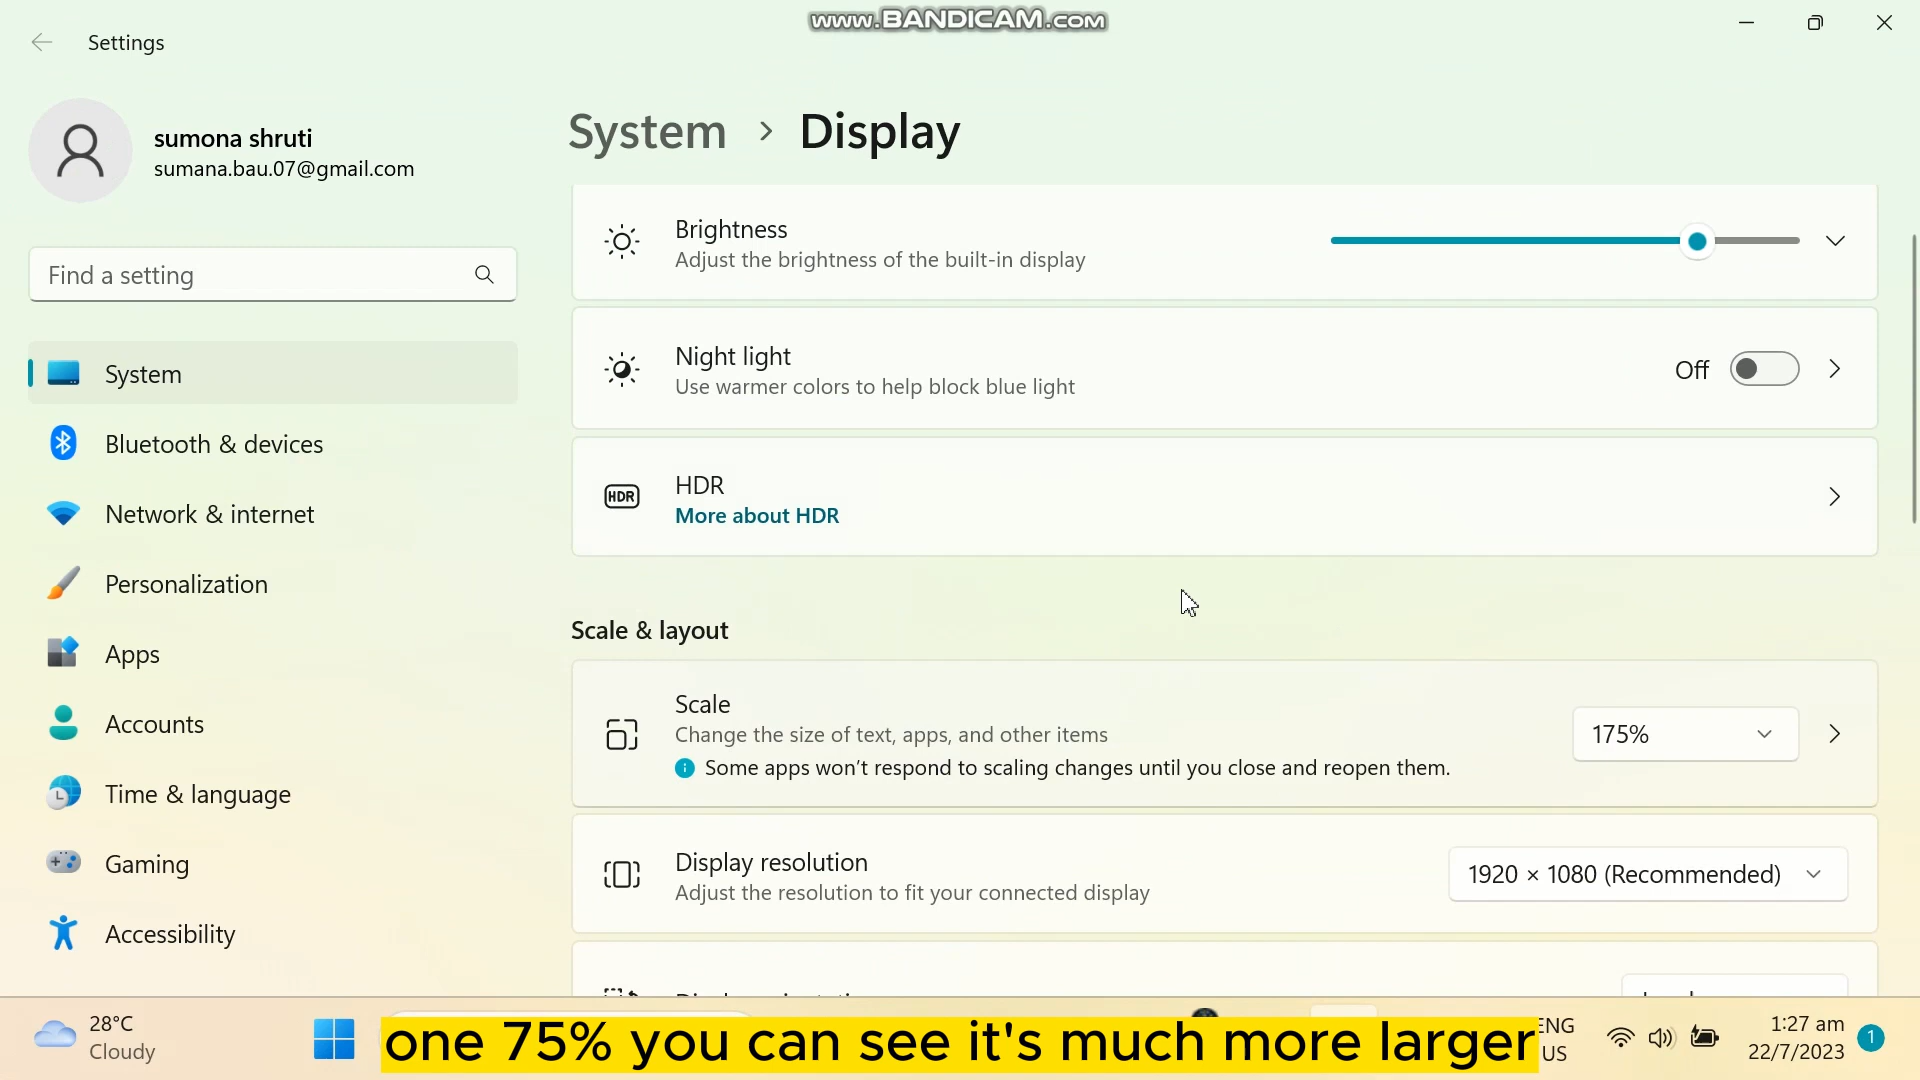 www.BANDICAM.com
Settings
sumona shruti
sumana.bau.07@gmail.com
Find a setting
System
Bluetooth & devices
Network & internet
Personalization
Apps
Accounts
Time & language
Gaming
Accessibility
System > Display
Brightness
Adjust the brightness of the built-in display
Night light
Use warmer colors to help block blue light
Off
HDR
HDR
More about HDR
Scale & layout
Scale
Change the size of text, apps, and other items
Some apps won't respond to scaling changes until you close and reopen them.
175%
Display resolution
Adjust the resolution to fit your connected display
1920 × 1080 (Recommended)
28°C
Cloudy
one 75% you can see it's much more larger
ENG
US
1:27 am
22/7/2023
1